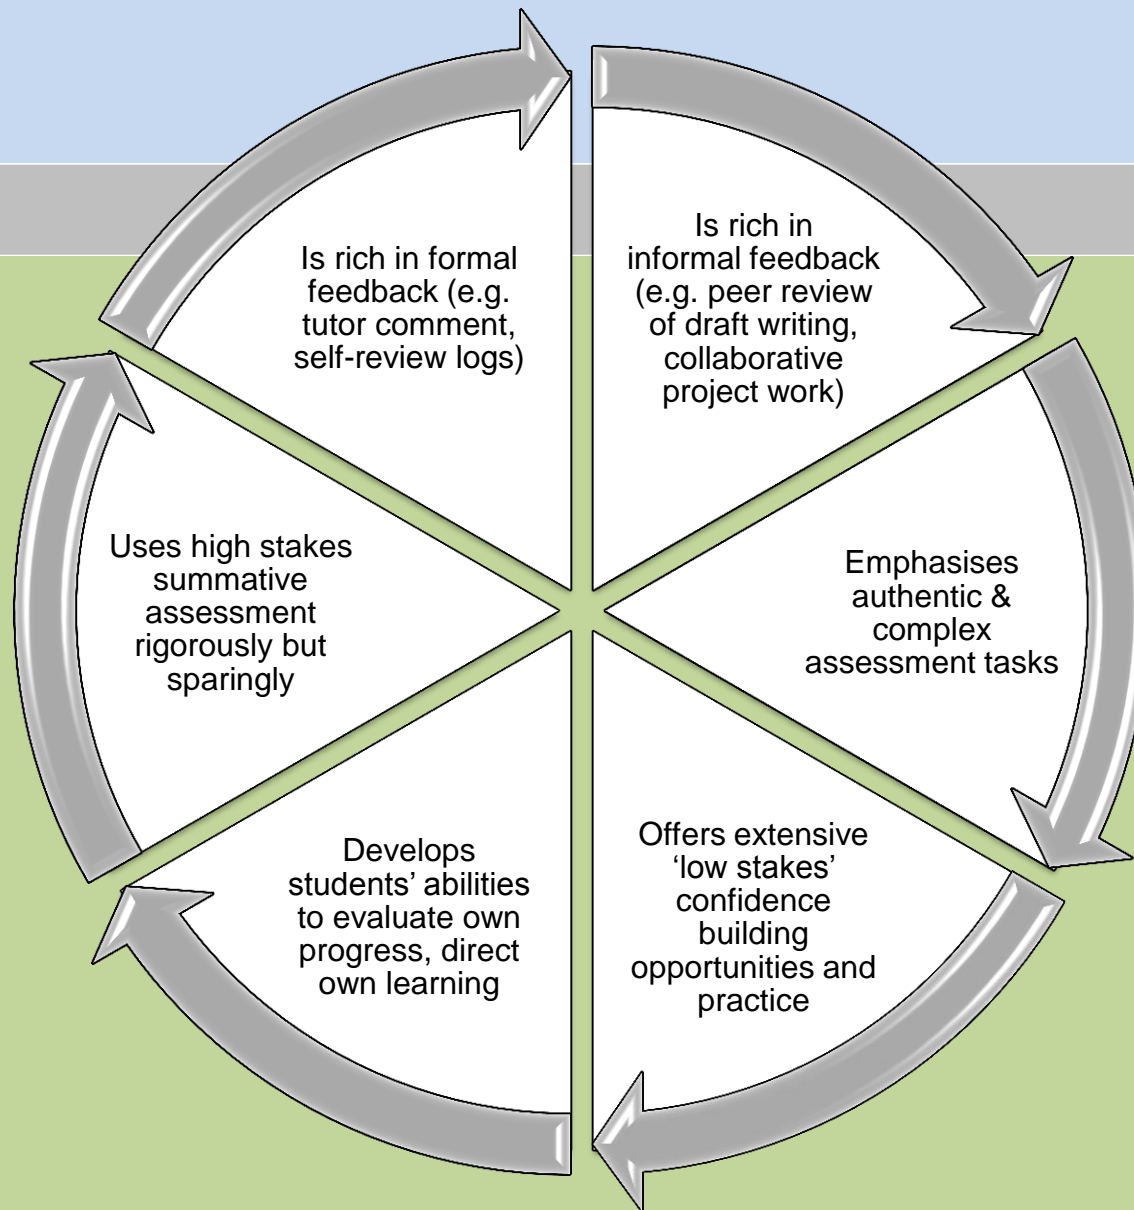 Is rich in formal
feedback (e.g.
tutor comment,
self-review logs)
Is rich in
informal feedback
(e.g. peer review
of draft writing,
collaborative
project work)
Emphasises
authentic &
complex
assessment tasks
Offers extensive
‘low stakes’
confidence
building
opportunities and
practice
Develops
students’ abilities
to evaluate own
progress, direct
own learning
Uses high stakes
summative
assessment
rigorously but
sparingly